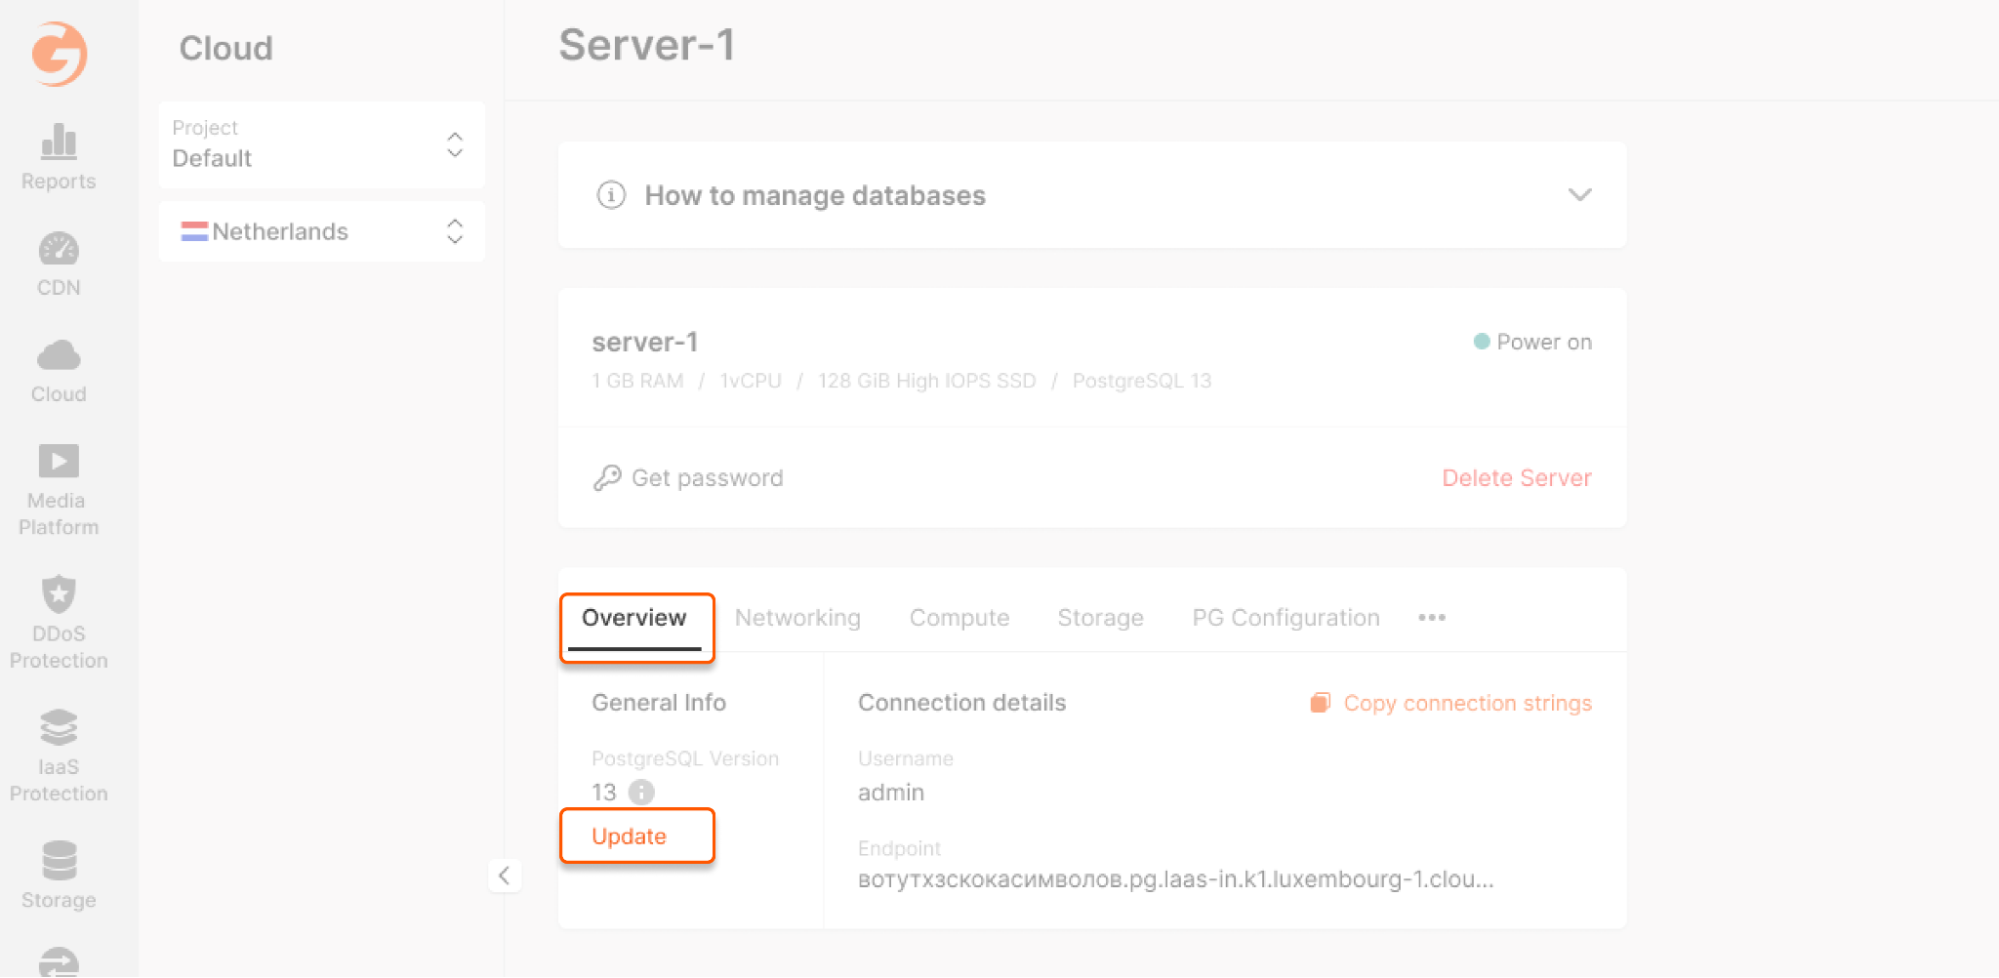 Reports
CDN
Cloud
Media
Platform
DDoS
Protection
IaaS
Protection
Storage
Cloud
Project
Default
Netherlands
Server-1
How to manage databases
server-1
Power on
1 GB RAM / 1vCPU / 128 GiB High IOPS SSD / PostgreSQL 13
Get password
Delete Server
Overview Networking Compute Storage PG Configuration •••
General Info
PostgreSQL Version
13
Update
Connection details
Copy connection strings
Username
admin
Endpoint
вотутхзскокасимволов.pg.laas-in.k1.luxembourg-1.clou...